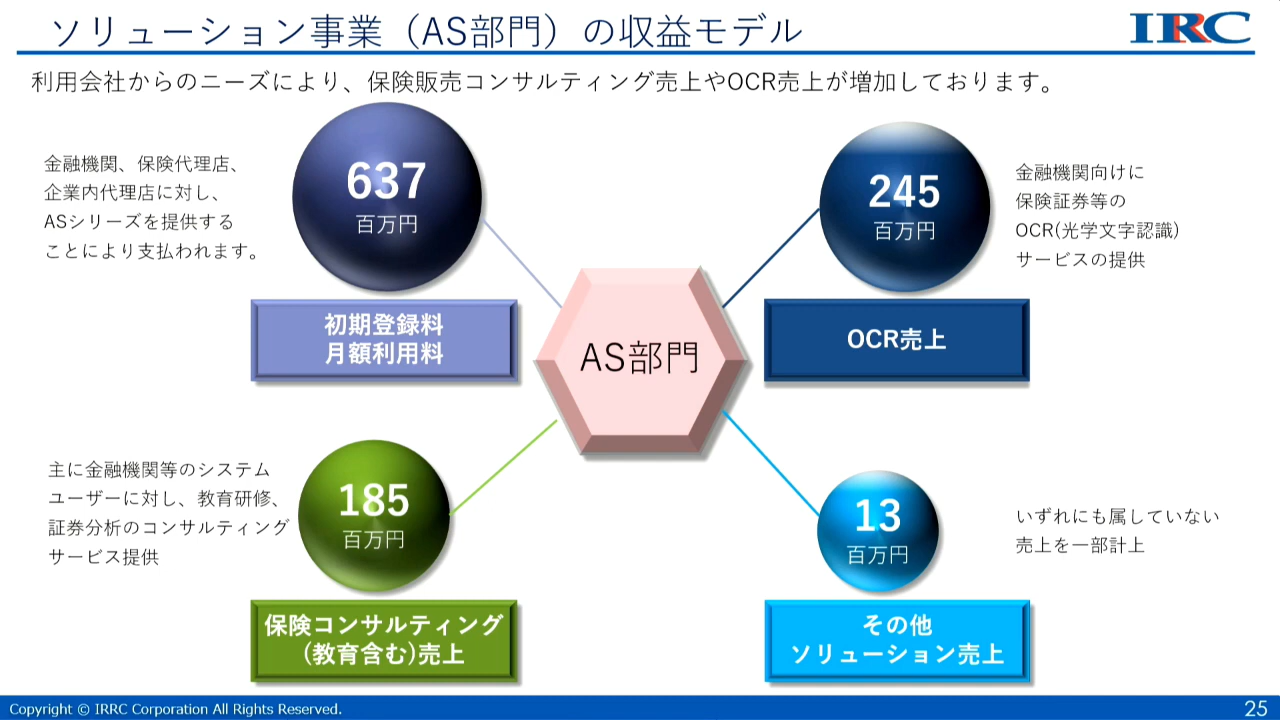 ソリューション事業（AS部門）の収益モデル
IRRC
利用会社からのニーズにより、保険販売コンサルティング売上やOCR売上が増加しております。
金融機関、保険代理店、
企業内代理店に対し、
ASシリーズを提供する
ことにより支払われます。
637
百万円
初期登録料
月額利用料
245
百万円
OCR売上
金融機関向けに
保険証券等の
OCR(光学文字認識)
サービスの提供
AS部門
主に金融機関等のシステム
ユーザーに対し、教育研修、
証券分析のコンサルティング
サービス提供
185
百万円
保険コンサルティング
(教育含む)売上
13
百万円
その他
ソリューション売上
いずれにも属していない
売上を一部計上
Copyright © IRRC Corporation All Rights Reserved.
25